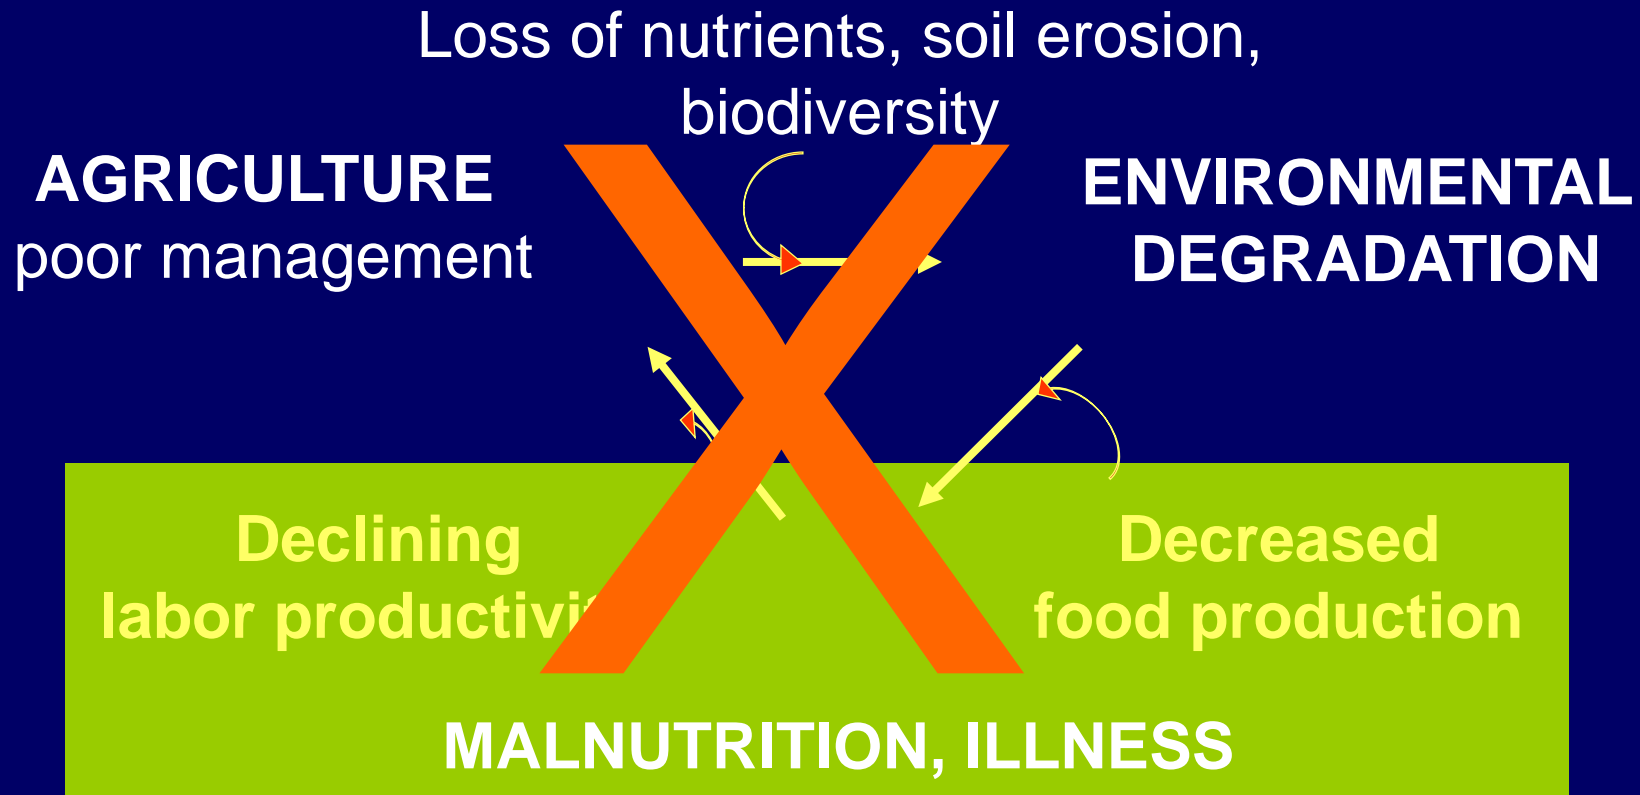 Loss of nutrients, soil erosion,
biodiversity
AGRICULTURE
poor management
ENVIRONMENTAL
DEGRADATION
Declining
labor productivi
Decreased
food production
MALNUTRITION, ILLNESS